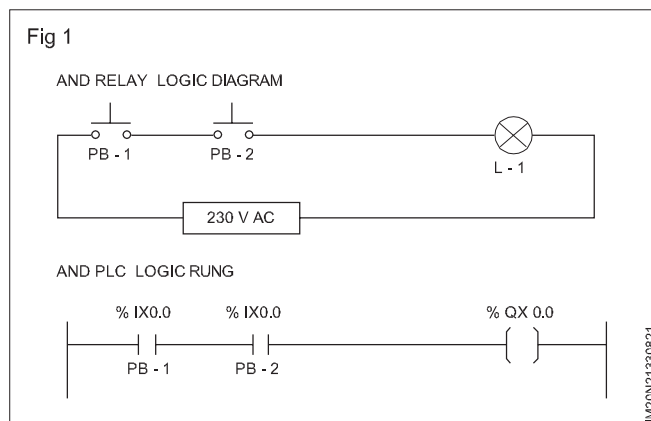 Fig 1
AND RELAY LOGIC DIAGRAM
PB - 1
PB - 2
L - 1
230 V AC
AND PLC LOGIC RUNG
% IX0.0 % IX0.0 % QX 0.0
PB - 1 PB - 2